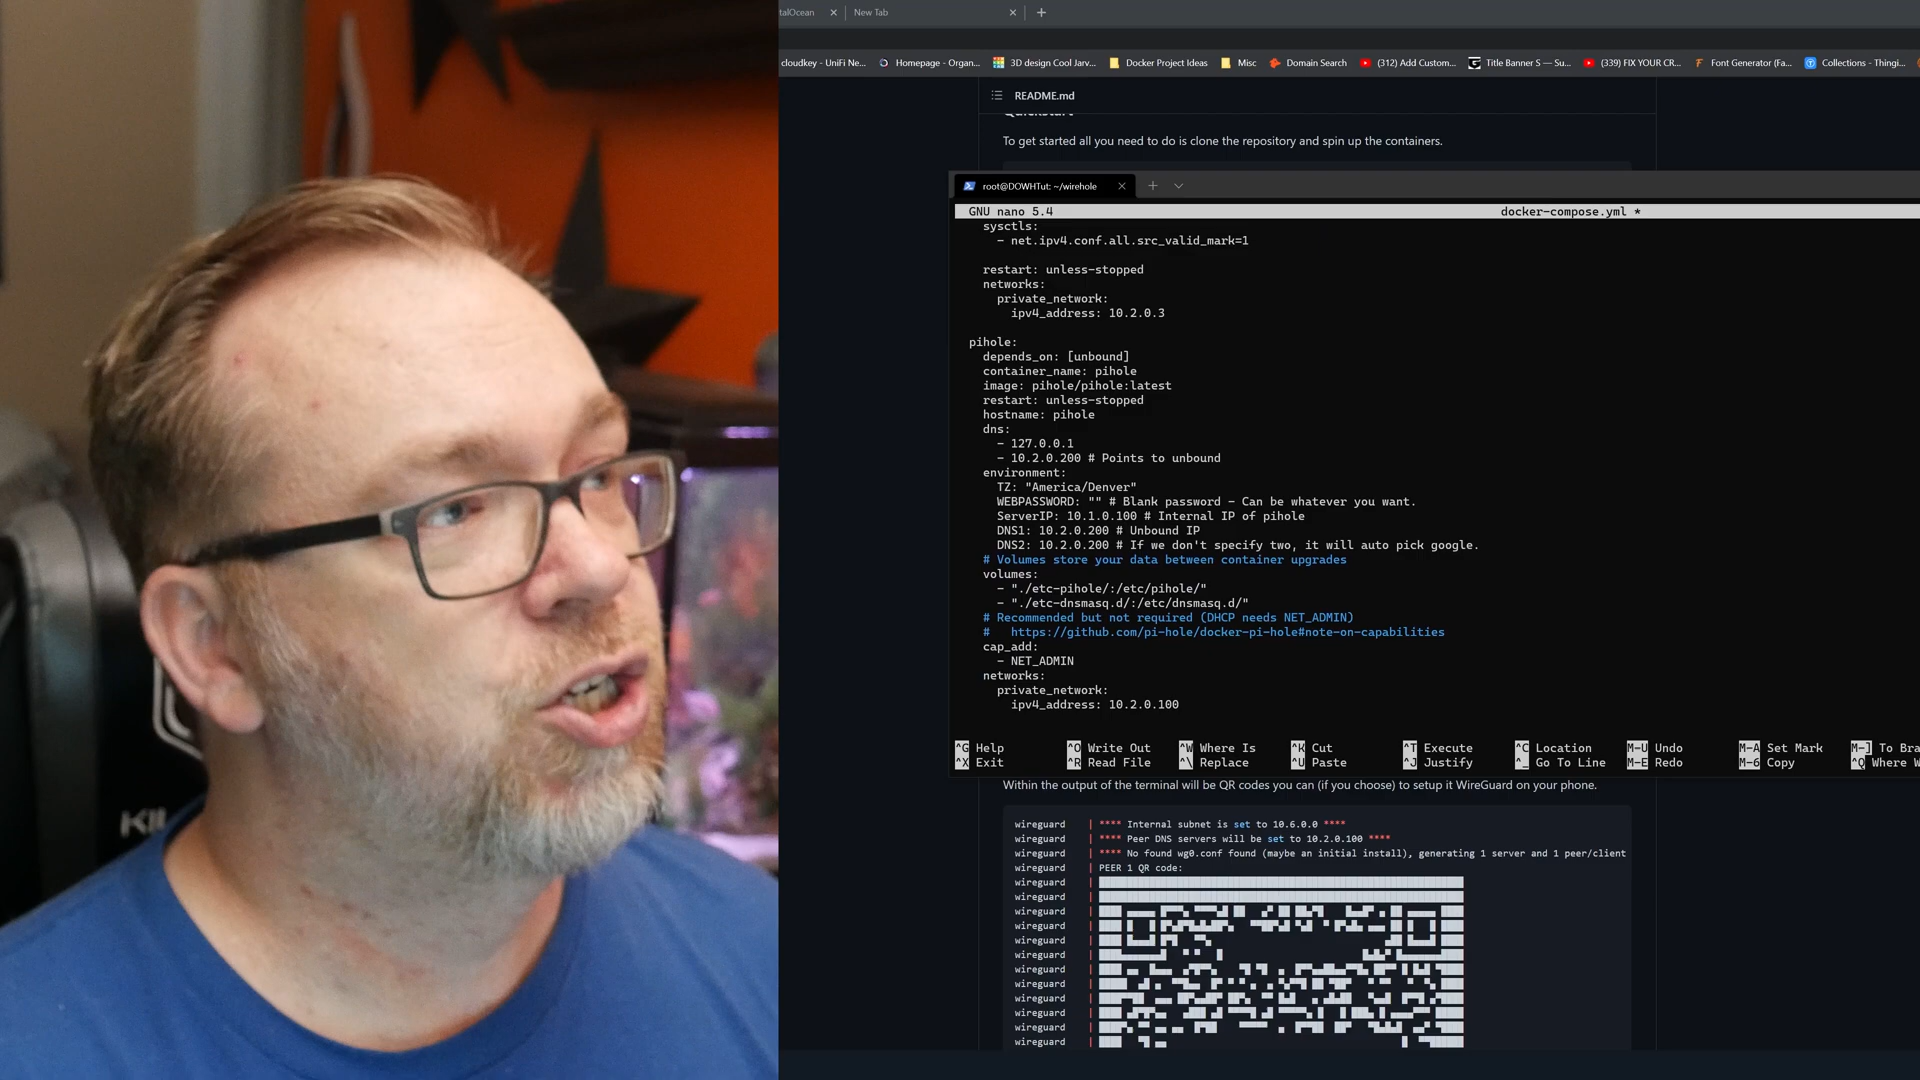 talOcean
New Tab
cloudkey - UniFi Ne...
Homepage - Organ...
3D design Cool Jarv...
Docker Project Ideas
Misc
Domain Search
(312) Add Custom...
Title Banner S — Su...
(339) FIX YOUR CR...
Font Generator (Fa...
Collections - Thingi...
README.md
Quickstart
To get started all you need to do is clone the repository and spin up the containers.
root@DOWHTut: ~/wirehole
GNU nano 5.4 docker-compose.yml *
sysctls:
- net.ipv4.conf.all.src_valid_mark=1
restart: unless-stopped
networks:
private_network:
ipv4_address: 10.2.0.3
pihole:
depends_on: [unbound]
container_name: pihole
image: pihole/pihole:latest
restart: unless-stopped
hostname: pihole
dns:
- 127.0.0.1
- 10.2.0.200 # Points to unbound
environment:
TZ: "America/Denver"
WEBPASSWORD: "" # Blank password - Can be whatever you want.
ServerIP: 10.1.0.100 # Internal IP of pihole
DNS1: 10.2.0.200 # Unbound IP
DNS2: 10.2.0.200 # If we don't specify two, it will auto pick google.
# Volumes store your data between container upgrades
volumes:
- "./etc-pihole/:/etc/pihole/"
- "./etc-dnsmasq.d/:/etc/dnsmasq.d/"
# Recommended but not required (DHCP needs NET_ADMIN)
# https://github.com/pi-hole/docker-pi-hole#note-on-capabilities
cap_add:
- NET_ADMIN
networks:
private_network:
ipv4_address: 10.2.0.100
^G Help ^O Write Out ^W Where Is ^K Cut ^T Execute ^C Location M-U Undo M-A Set Mark M-] To Bra
^X Exit ^R Read File ^\ Replace ^U Paste ^J Justify ^_ Go To Line M-E Redo M-6 Copy ^Q Where W
Within the output of the terminal will be QR codes you can (if you choose) to setup it WireGuard on your phone.
wireguard | **** Internal subnet is set to 10.6.0.0 ****
wireguard | **** Peer DNS servers will be set to 10.2.0.100 ****
wireguard | **** No found wg0.conf found (maybe an initial install), generating 1 server and 1 peer/client
wireguard | PEER 1 QR code:
wireguard |
wireguard |
wireguard |
wireguard |
wireguard |
wireguard |
wireguard |
wireguard |
wireguard |
wireguard |
wireguard |
wireguard |